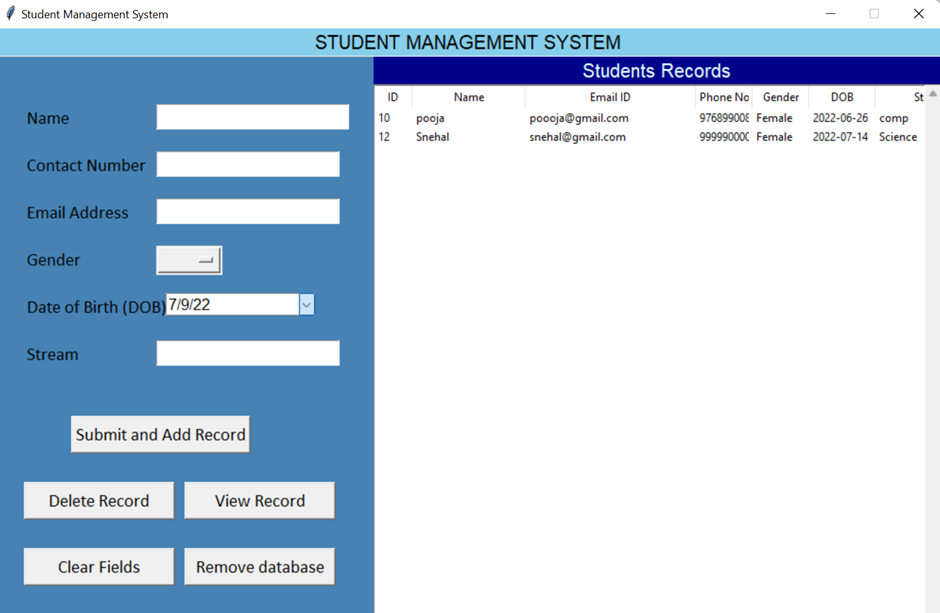 Student Management System
STUDENT MANAGEMENT SYSTEM
Students Records
Name
Contact Number
Email Address
Gender
Date of Birth (DOB) 7/9/22
Stream
Submit and Add Record
Delete Record View Record
Clear Fields Remove database
ID Name Email ID Phone No Gender DOB St
10 pooja poooja@gmail.com 976899008 Female 2022-06-26 comp
12 Snehal snehal@gmail.com 999990000 Female 2022-07-14 Science